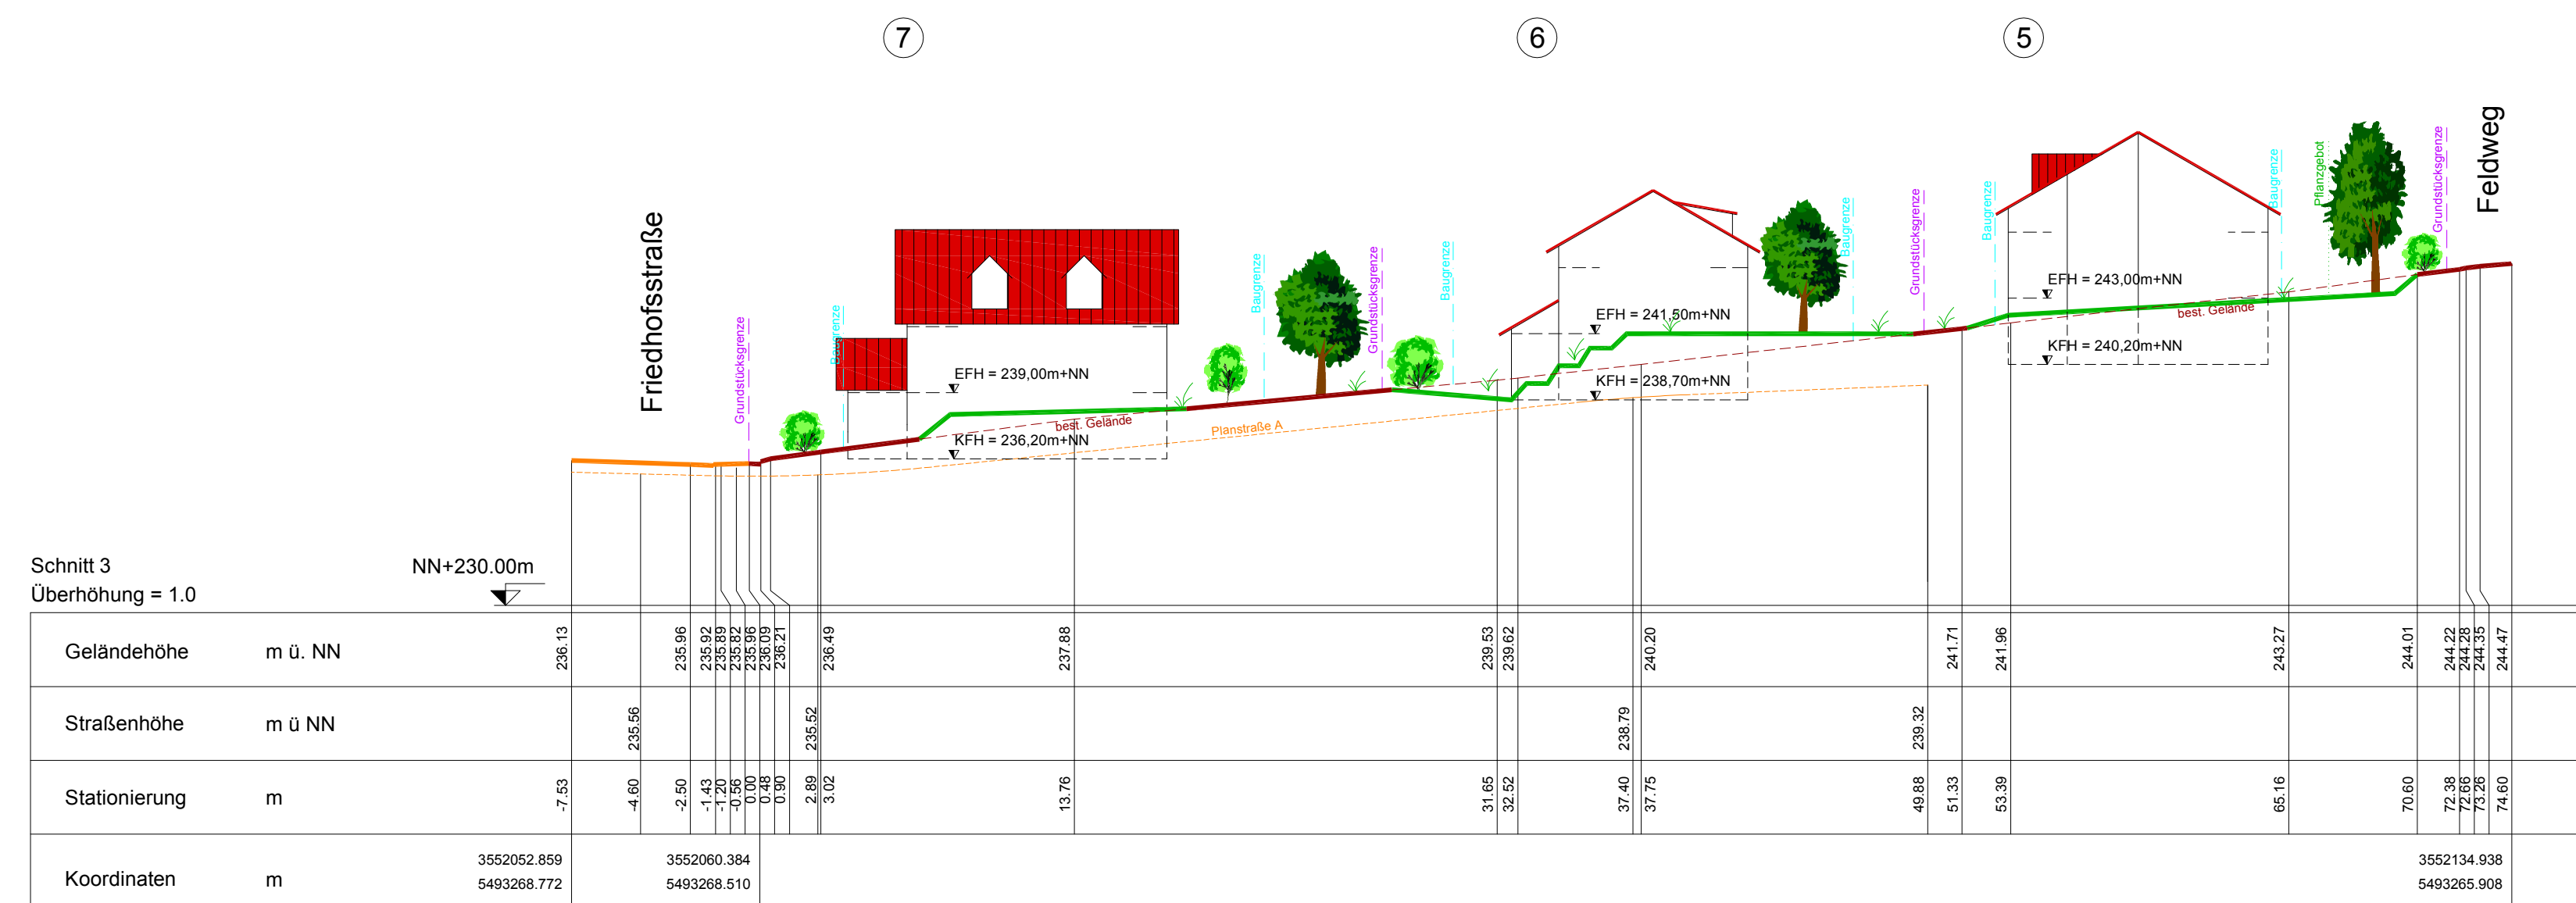 7
6
5
Friedhofsstraße
Grundstücksgrenze
Baugrenze
EFH = 239,00m+NN
KFH = 236,20m+NN
best. Gelände
Planstraße A
Baugrenze
Grundstücksgrenze
Baugrenze
EFH = 241,50m+NN
KFH = 238,70m+NN
Baugrenze
Grundstücksgrenze
Baugrenze
EFH = 243,00m+NN
KFH = 240,20m+NN
best. Gelände
Baugrenze
Pflanzgebot
Grundstücksgrenze
Feldweg
Schnitt 3
Überhöhung = 1.0
NN+230.00m
Geländehöhe m ü. NN 236.13 235.96 235.92 235.89 235.82 235.96 236.09 236.21 236.49 237.88 239.53 239.62 240.20 241.71 241.96 243.27 244.01 244.22 244.28 244.35 244.47
Straßenhöhe m ü NN 235.56 235.52 238.79 239.32
Stationierung m -7.53 -4.60 -2.50 -1.43 -1.20 -0.56 0.00 0.48 0.90 2.89 3.02 13.76 31.65 32.52 37.40 37.75 49.88 51.33 53.39 65.16 70.60 72.38 72.66 73.26 74.60
Koordinaten m
3552052.859 3552060.384 3552134.938
5493268.772 5493268.510 5493265.908